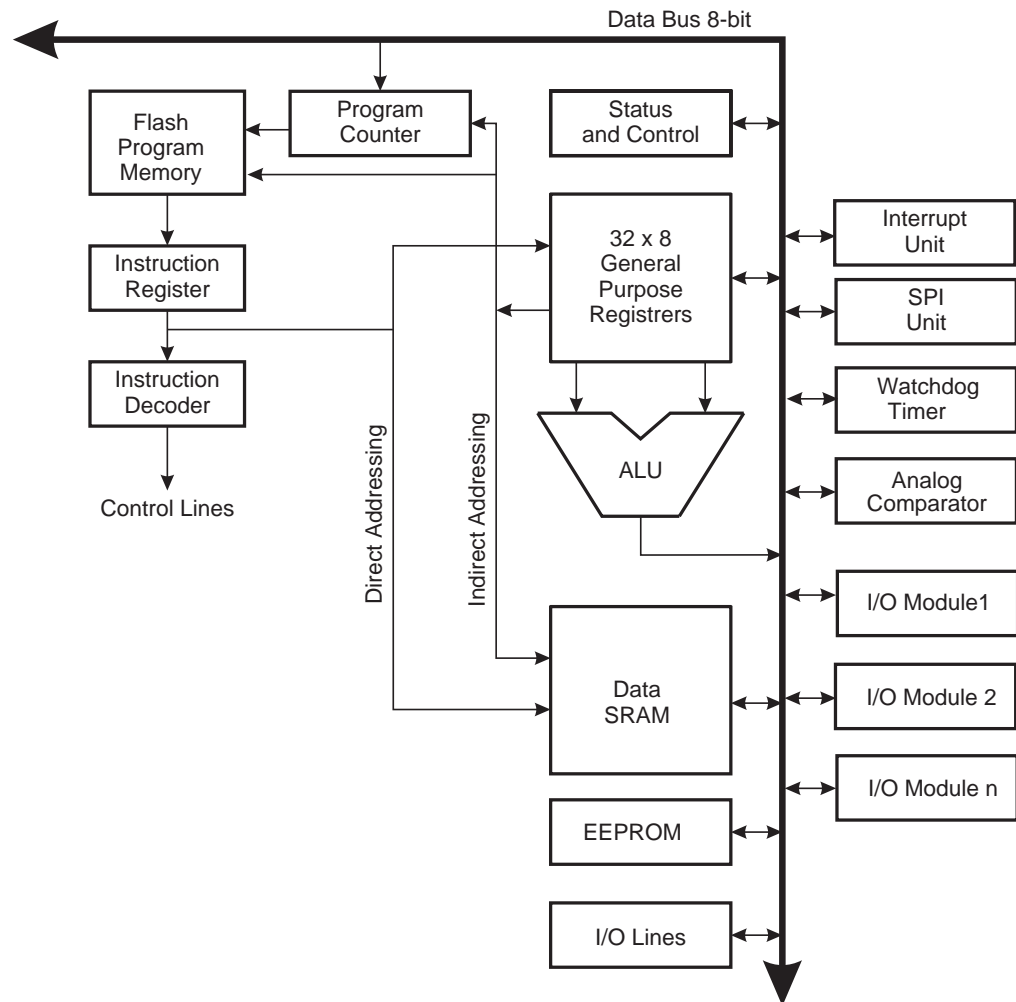 Data Bus 8-bit
Flash
Program
Memory
Program
Counter
Status
and Control
32 x 8
General
Purpose
Registrers
Interrupt
Unit
Instruction
Register
SPI
Unit
Instruction
Decoder
Watchdog
Timer
ALU
Analog
Comparator
Control Lines
Direct Addressing
Indirect Addressing
I/O Module1
Data
SRAM
I/O Module 2
I/O Module n
EEPROM
I/O Lines